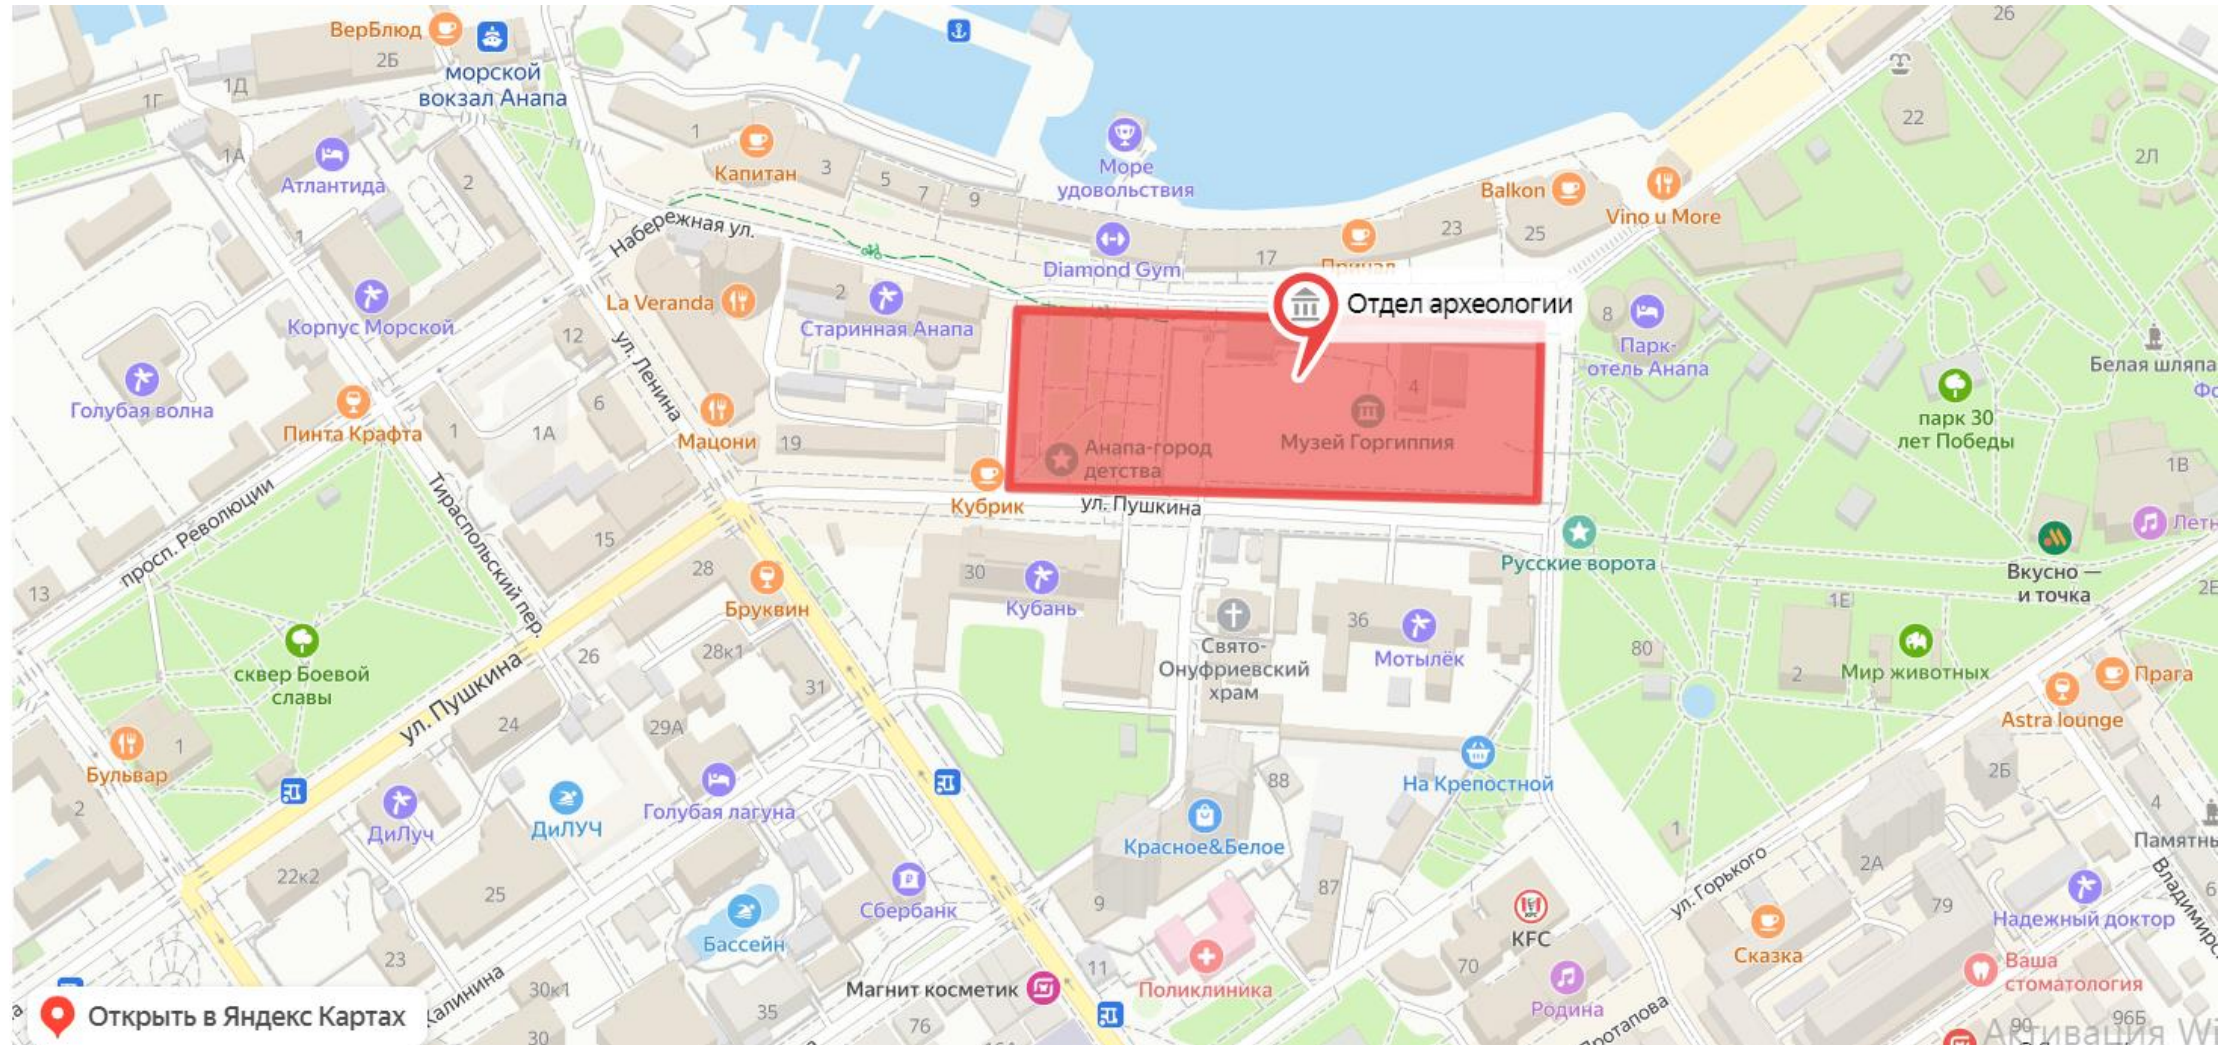 ВерБлюд
2Б
26
морской
вокзал Анапа
1Д
1Г
1А
Атлантида
2
1
Капитан
3
5
7
9
Море
удовольствия
Balkon
Vino u More
22
2Л
Набережная ул.
1
Корпус Морской
La Veranda
2
Старинная Анапа
Diamond Gym
17
Причал
23
25
Отдел археологии
8
Парк-
отель Анапа
Белая шляпа
Голубая волна
Пинта Крафта
12
ул. Ленина
6
1
1А
Мацони
19
4
Музей Горгиппия
Анапа-город
детства
парк 30
лет Победы
1В
Кубрик
ул. Пушкина
просп. Революции
Тираспольский пер.
15
Русские ворота
Вкусно —
и точка
13
28
Бруквин
30
Кубань
Свято-
Онуфриевский
храм
36
Мотылёк
1Е
80
2
Мир животных
сквер Боевой
славы
26
28к1
31
ул. Пушкина
24
29А
Прага
Astra lounge
Бульвар
1
2
ДиЛуч
ДиЛУЧ
Голубая лагуна
88
На Крепостной
2Б
4
Красное&Белое
1
22к2
25
Сбербанк
9
87
ул. Горького
2А
79
6
Надежный доктор
Бассейн
KFC
Сказка
23
11
Поликлиника
70
Родина
Ваша
стоматология
Магнит косметик
30к1
35
76
30
90
96Б
Открыть в Яндекс Картах